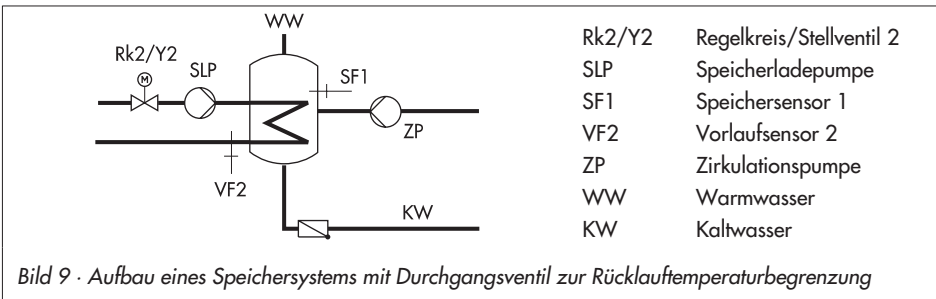 WW
Rk2/Y2
M
SLP
SF1
ZP
VF2
KW
Rk2/Y2 Regelkreis/Stellventil 2
SLP Speicherladepumpe
SF1 Speichersensor 1
VF2 Vorlaufsensor 2
ZP Zirkulationspumpe
WW Warmwasser
KW Kaltwasser
Bild 9 · Aufbau eines Speichersystems mit Durchgangsventil zur Rücklauftemperaturbegrenzung